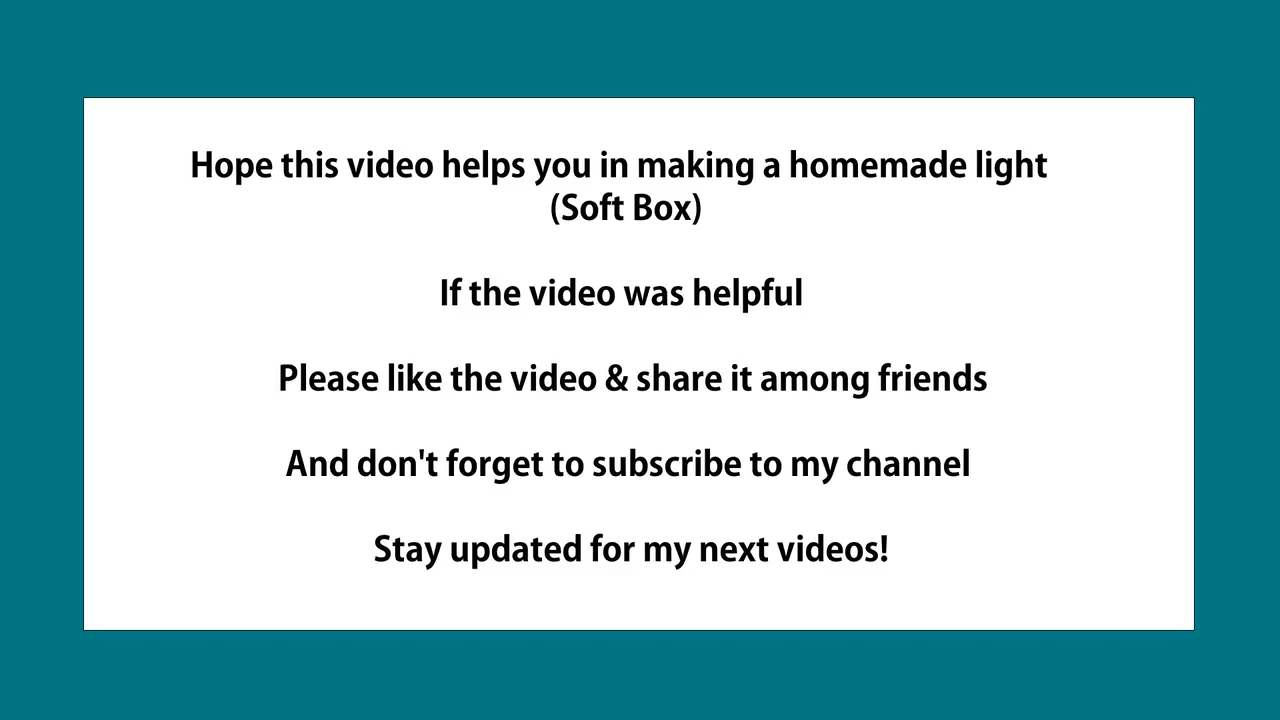 Hope this video helps you in making a homemade light
(Soft Box)
If the video was helpful
Please like the video & share it among friends
And don't forget to subscribe to my channel
Stay updated for my next videos!